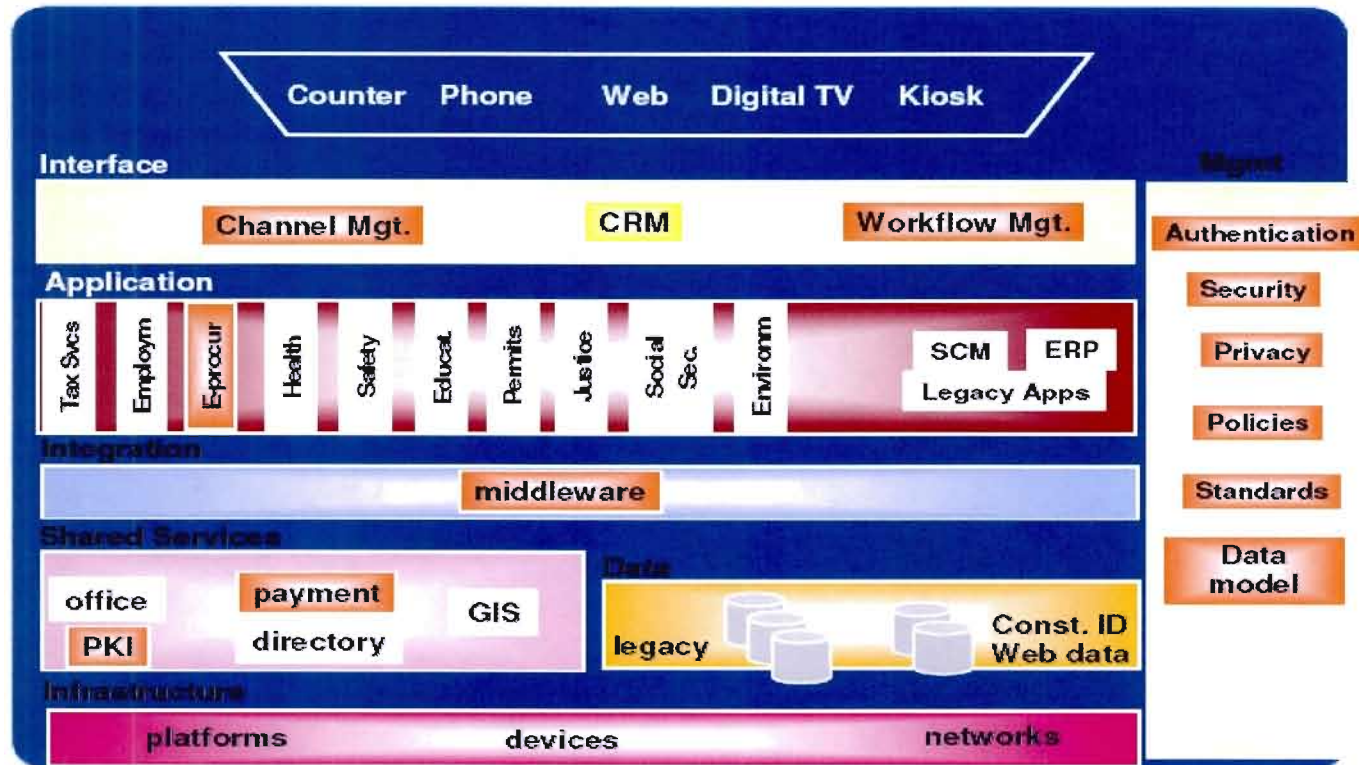 Counter Phone Web Digital TV Kiosk
Interface
Channel Mgt. CRM Workflow Mgt.
Application
Tax Svcs
Employm
E-procur
Health
Safety
Educat.
Permits
Justice
Social
Sec.
Environm
SCM ERP
Legacy Apps
Integration
middleware
Shared Services
office payment GIS
PKI directory
Data
legacy
Const. ID
Web data
Infrastructure
platforms devices networks
Mgmt
Authentication
Security
Privacy
Policies
Standards
Data
model